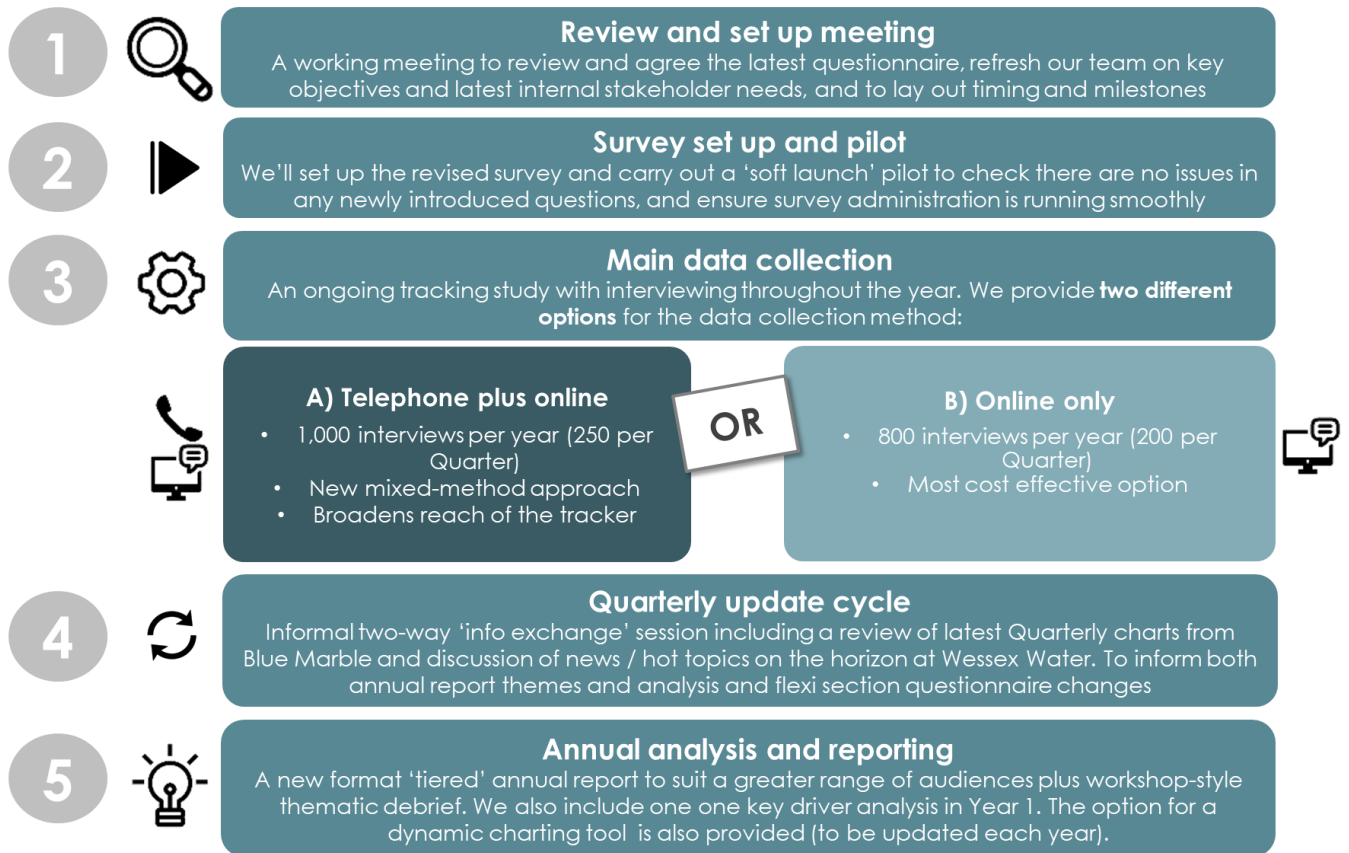 1
Review and set up meeting
A working meeting to review and agree the latest questionnaire, refresh our team on key
objectives and latest internal stakeholder needs, and to lay out timing and milestones
2
Survey set up and pilot
We'll set up the revised survey and carry out a 'soft launch' pilot to check there are no issues in
any newly introduced questions, and ensure survey administration is running smoothly
3
Main data collection
An ongoing tracking study with interviewing throughout the year. We provide two different
options for the data collection method:
A) Telephone plus online
• 1,000 interviews per year (250 per
Quarter)
• New mixed-method approach
• Broadens reach of the tracker
OR
B) Online only
• 800 interviews per year (200 per
Quarter)
• Most cost effective option
4
Quarterly update cycle
Informal two-way 'info exchange' session including a review of latest Quarterly charts from
Blue Marble and discussion of news / hot topics on the horizon at Wessex Water. To inform both
annual report themes and analysis and flexi section questionnaire changes
5
Annual analysis and reporting
A new format 'tiered' annual report to suit a greater range of audiences plus workshop-style
thematic debrief. We also include one one key driver analysis in Year 1. The option for a
dynamic charting tool is also provided (to be updated each year).